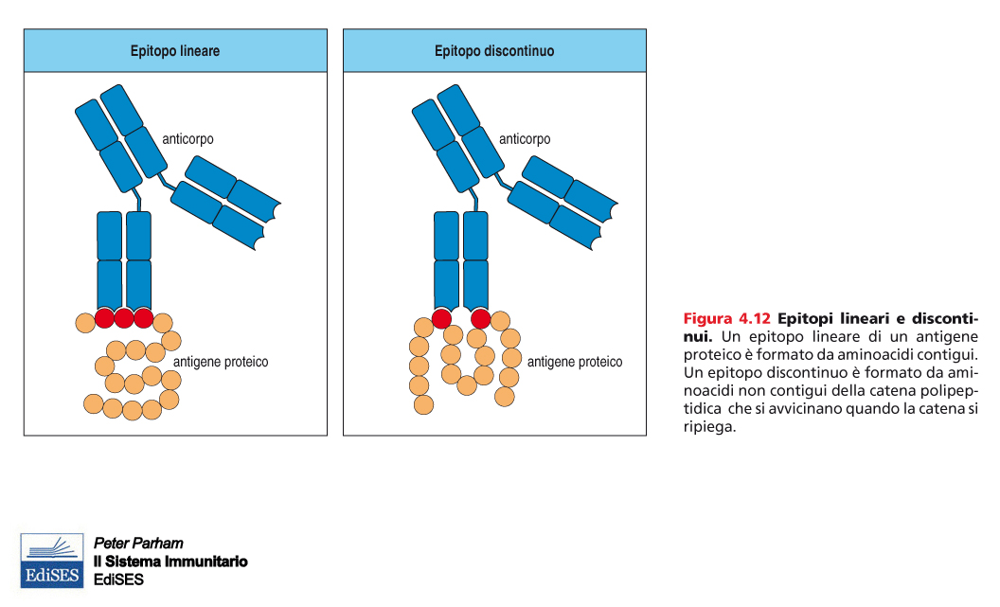 Epitopo lineare
anticorpo
antigene proteico
Epitopo discontinuo
anticorpo
antigene proteico
Figura 4.12 Epitopi lineari e disconti-
nui. Un epitopo lineare di un antigene
proteico è formato da aminoacidi contigui.
Un epitopo discontinuo è formato da ami-
noacidi non contigui della catena polipep-
tidica che si avvicinano quando la catena si
ripiega.
EdiSES
Peter Parham
Il Sistema Immunitario
EdiSES